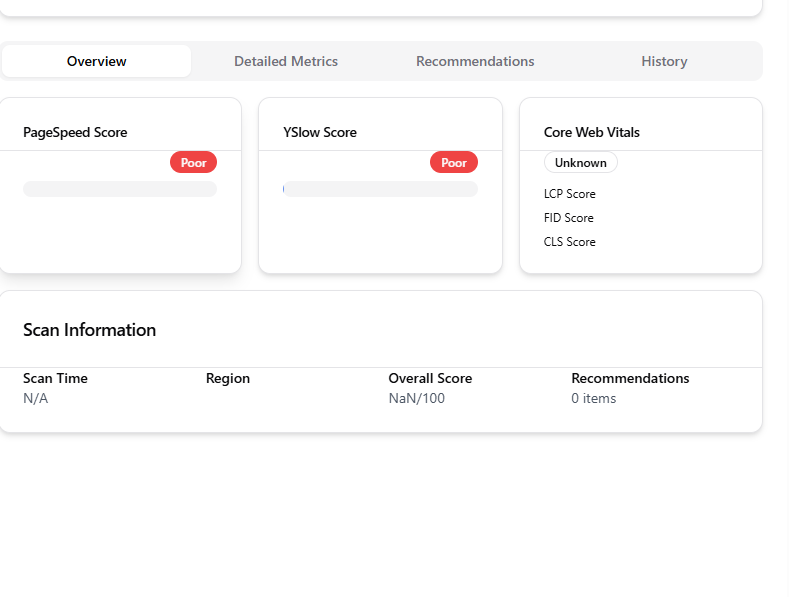 Overview Detailed Metrics Recommendations History
PageSpeed Score
Poor
YSlow Score
Poor
Core Web Vitals
Unknown
LCP Score
FID Score
CLS Score
Scan Information
Scan Time
N/A
Region
Overall Score
NaN/100
Recommendations
0 items